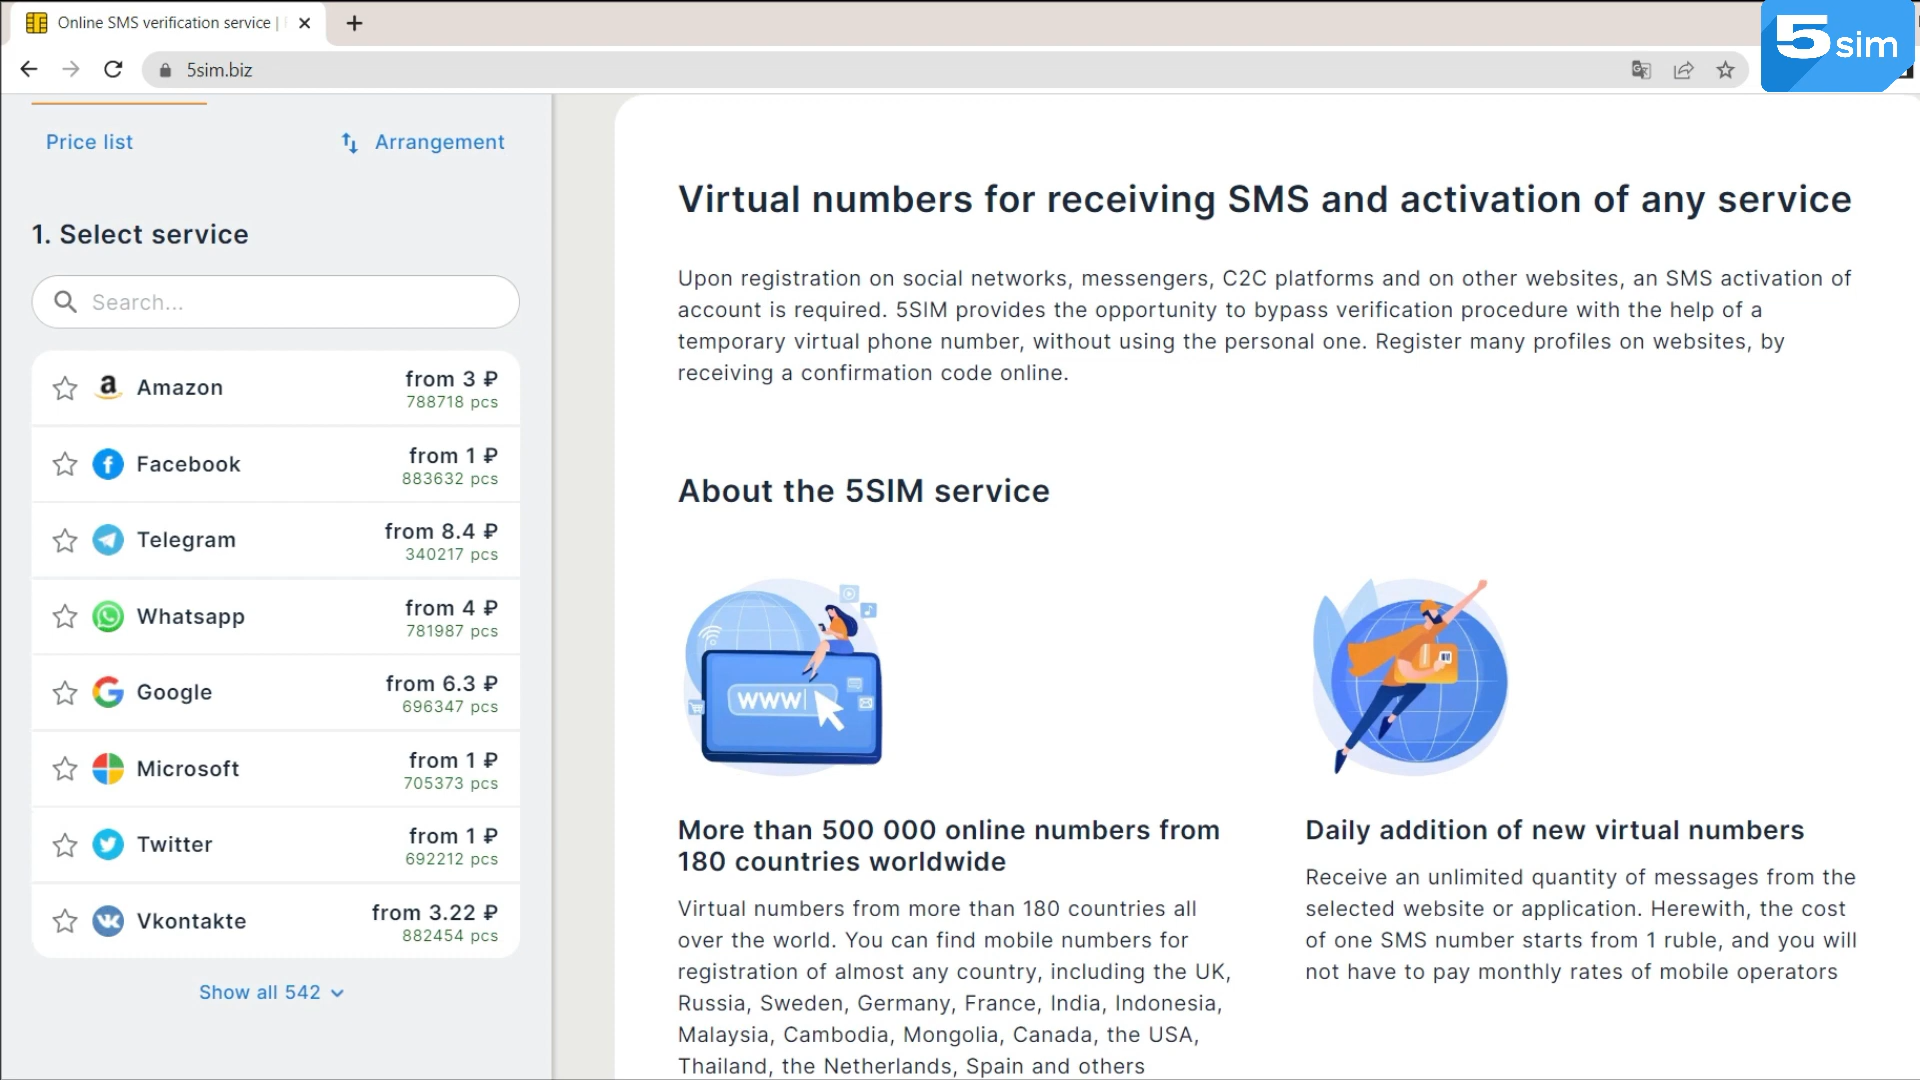 Online SMS verification service |
5sim
5sim.biz
Price list
Arrangement
1. Select service
Search...
Amazon
from 3 ₽
788718 pcs
Facebook
from 1 ₽
883632 pcs
Telegram
from 8.4 ₽
340217 pcs
Whatsapp
from 4 ₽
781987 pcs
Google
from 6.3 ₽
696347 pcs
Microsoft
from 1 ₽
705373 pcs
Twitter
from 1 ₽
692212 pcs
Vkontakte
from 3.22 ₽
882454 pcs
Show all 542
Virtual numbers for receiving SMS and activation of any service
Upon registration on social networks, messengers, C2C platforms and on other websites, an SMS activation of
account is required. 5SIM provides the opportunity to bypass verification procedure with the help of a
temporary virtual phone number, without using the personal one. Register many profiles on websites, by
receiving a confirmation code online.
About the 5SIM service
WWW
More than 500 000 online numbers from
180 countries worldwide
Virtual numbers from more than 180 countries all
over the world. You can find mobile numbers for
registration of almost any country, including the UK,
Russia, Sweden, Germany, France, India, Indonesia,
Malaysia, Cambodia, Mongolia, Canada, the USA,
Thailand, the Netherlands, Spain and others
Daily addition of new virtual numbers
Receive an unlimited quantity of messages from the
selected website or application. Herewith, the cost
of one SMS number starts from 1 ruble, and you will
not have to pay monthly rates of mobile operators